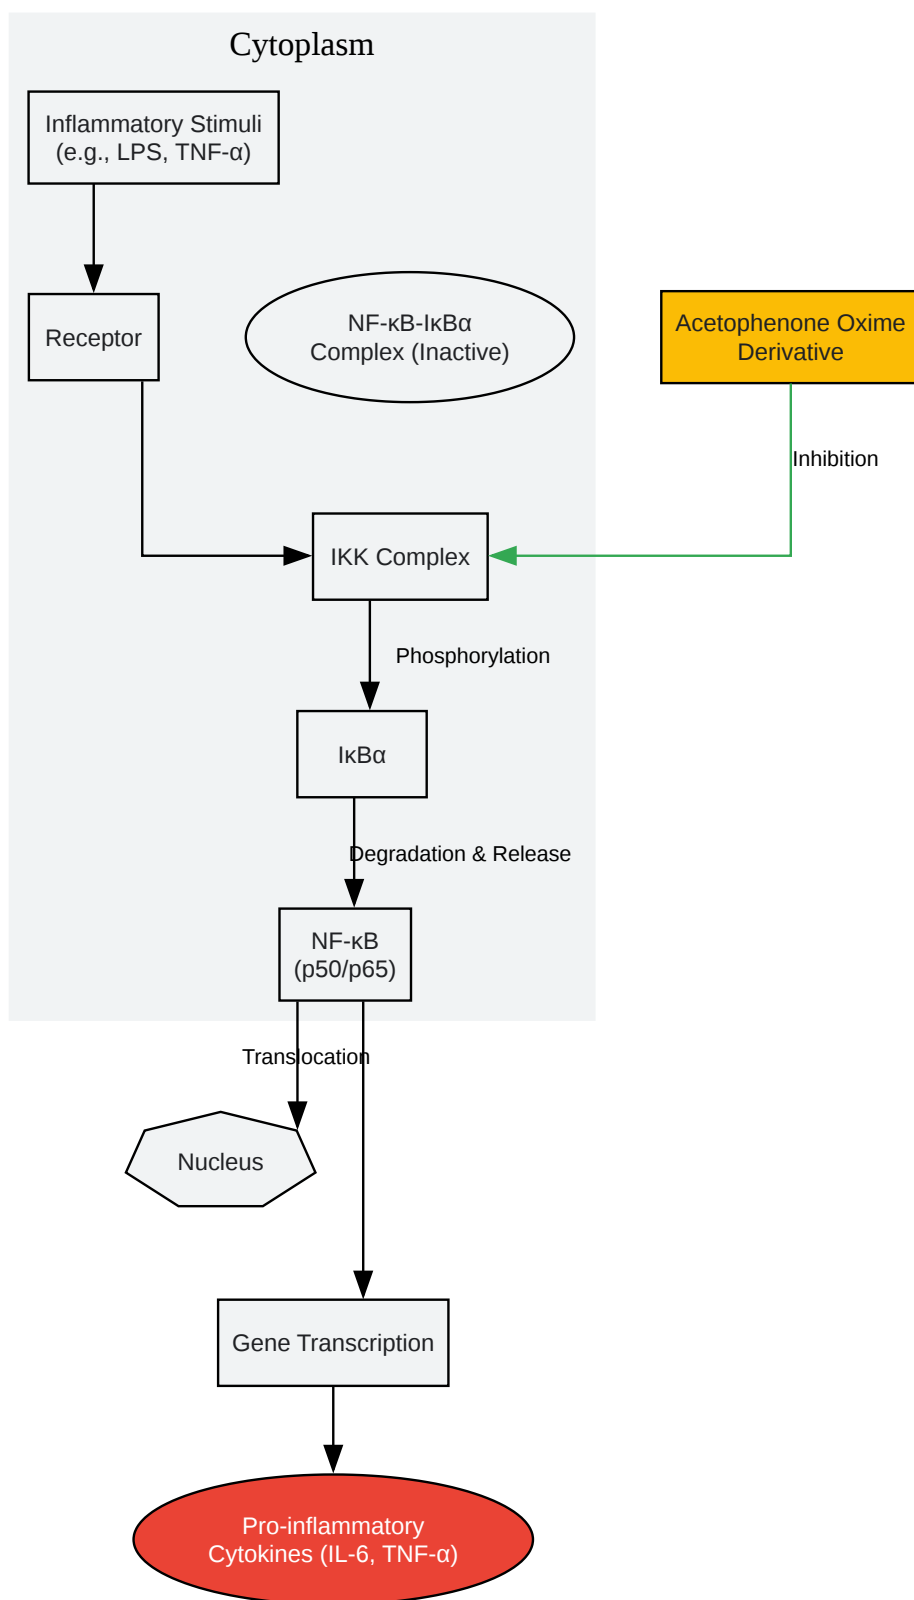 Cytoplasm
Inflammatory Stimuli
(e.g., LPS, TNF-α)
Receptor
NF-κB-IκBα
Complex (Inactive)
Acetophenone Oxime
Derivative
Inhibition
IKK Complex
Phosphorylation
IκBα
Degradation & Release
NF-κB
(p50/p65)
Translocation
Nucleus
Gene Transcription
Pro-inflammatory
Cytokines (IL-6, TNF-α)